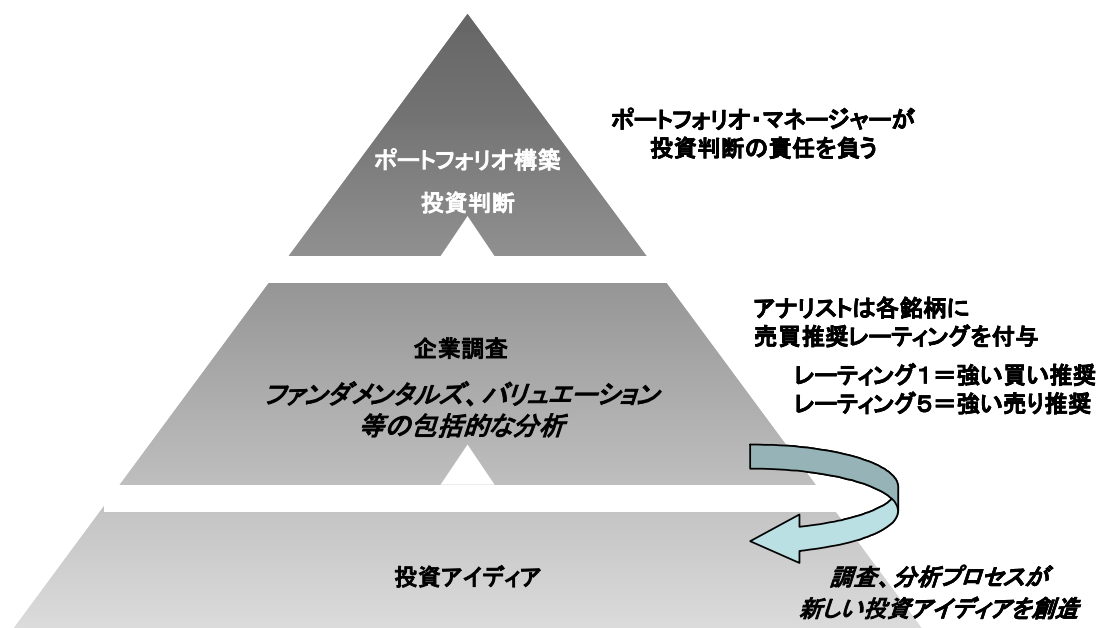 ポートフォリオ構築
投資判断
ポートフォリオ・マネージャーが
投資判断の責任を負う
企業調査
ファンダメンタルズ、バリュエーション
等の包括的な分析
アナリストは各銘柄に
売買推奨レーティングを付与
レーティング１＝強い買い推奨
レーティング５＝強い売り推奨
投資アイディア
調査、分析プロセスが
新しい投資アイディアを創造